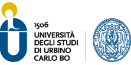 1506
UNIVERSITÀ
DEGLI STUDI
DI URBINO
CARLO BO